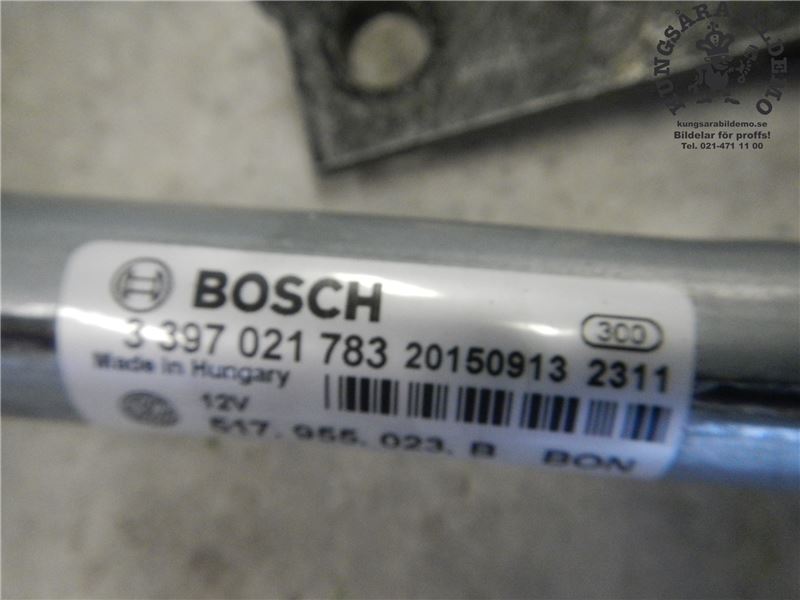 KUNGSÅRA BILDEMO
kungsarabildemo.se
Bildelar för proffs!
Tel. 021-471 11 00
BOSCH
300
3 397 021 783 20150913 2311
Made in Hungary
12V
517. 955. 023. B BON